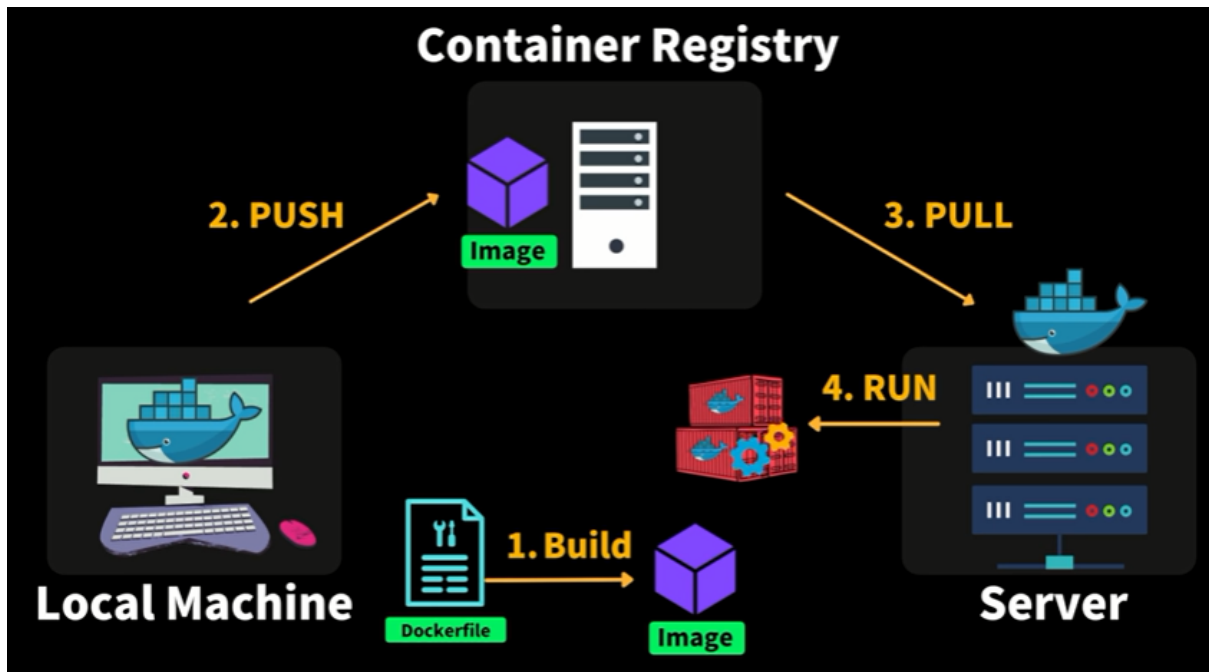 Container Registry
2. PUSH
3. PULL
Image
4. RUN
1. Build
Local Machine
Dockerfile
Image
Server